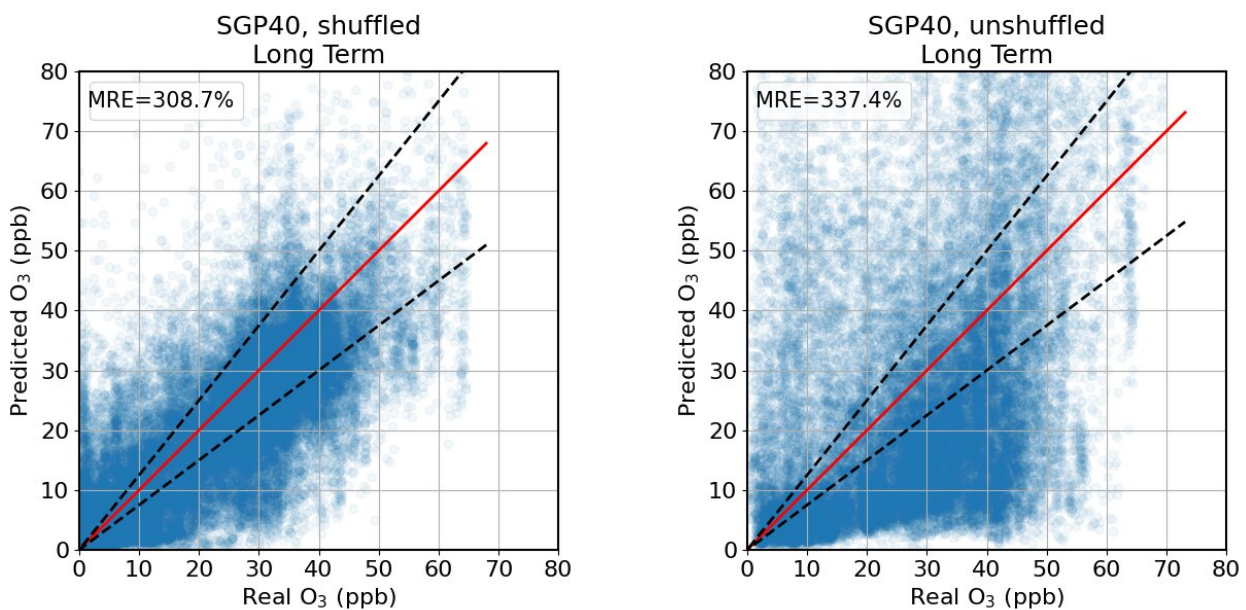 SGP40, shuffled
Long Term
MRE=308.7%
80
70
60
50
40
30
20
10
0
Predicted O₃ (ppb)
0 10 20 30 40 50 60 70 80
Real O₃ (ppb)
SGP40, unshuffled
Long Term
MRE=337.4%
80
70
60
50
40
30
20
10
0
Predicted O₃ (ppb)
0 10 20 30 40 50 60 70 80
Real O₃ (ppb)